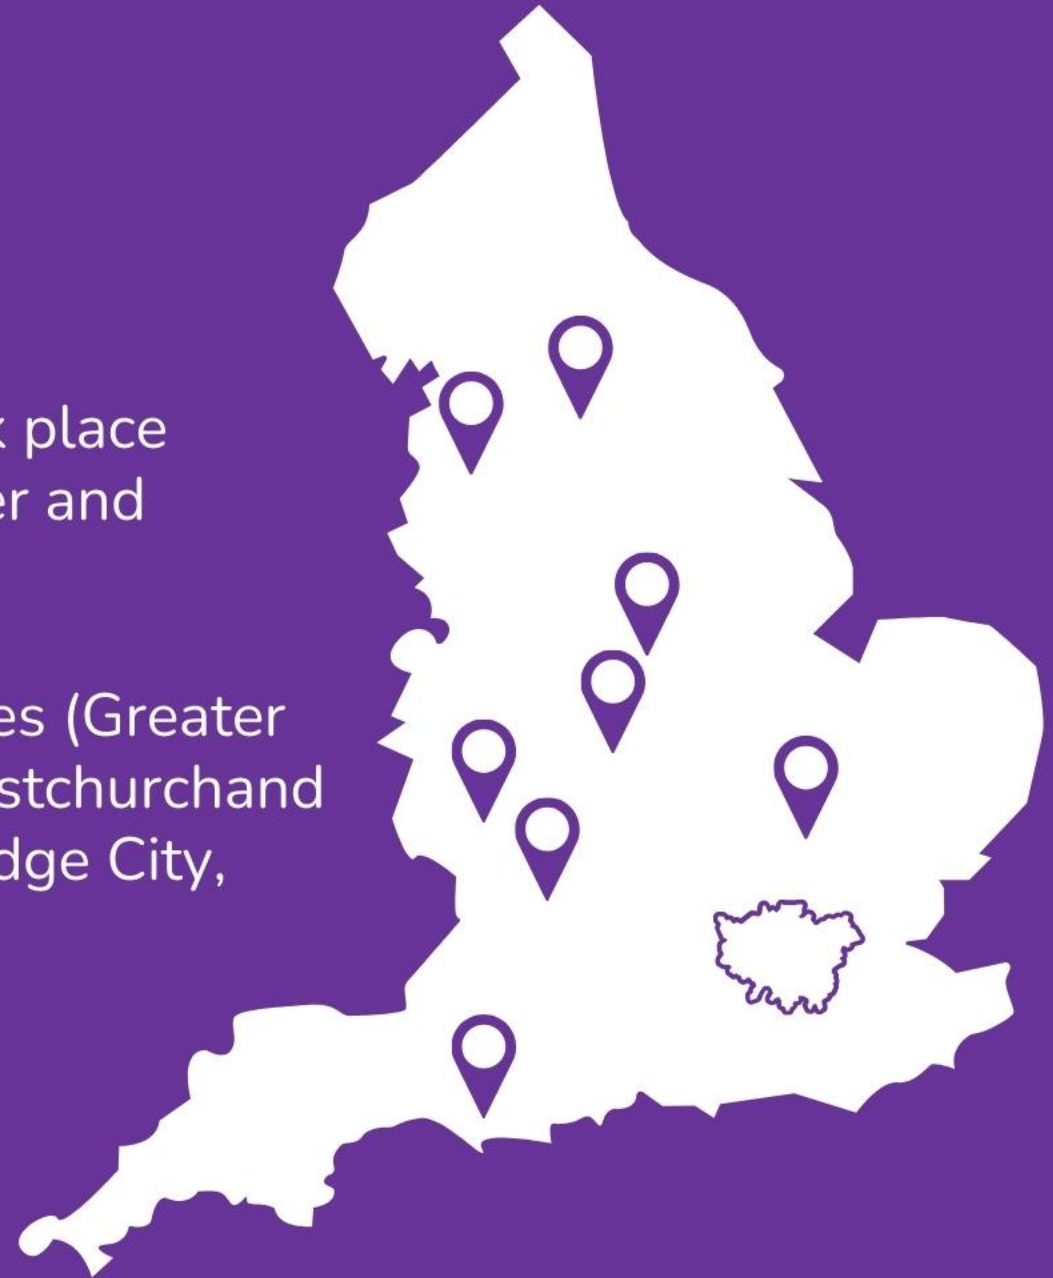 place
er and
es (Greater
stchurchand
dge City,